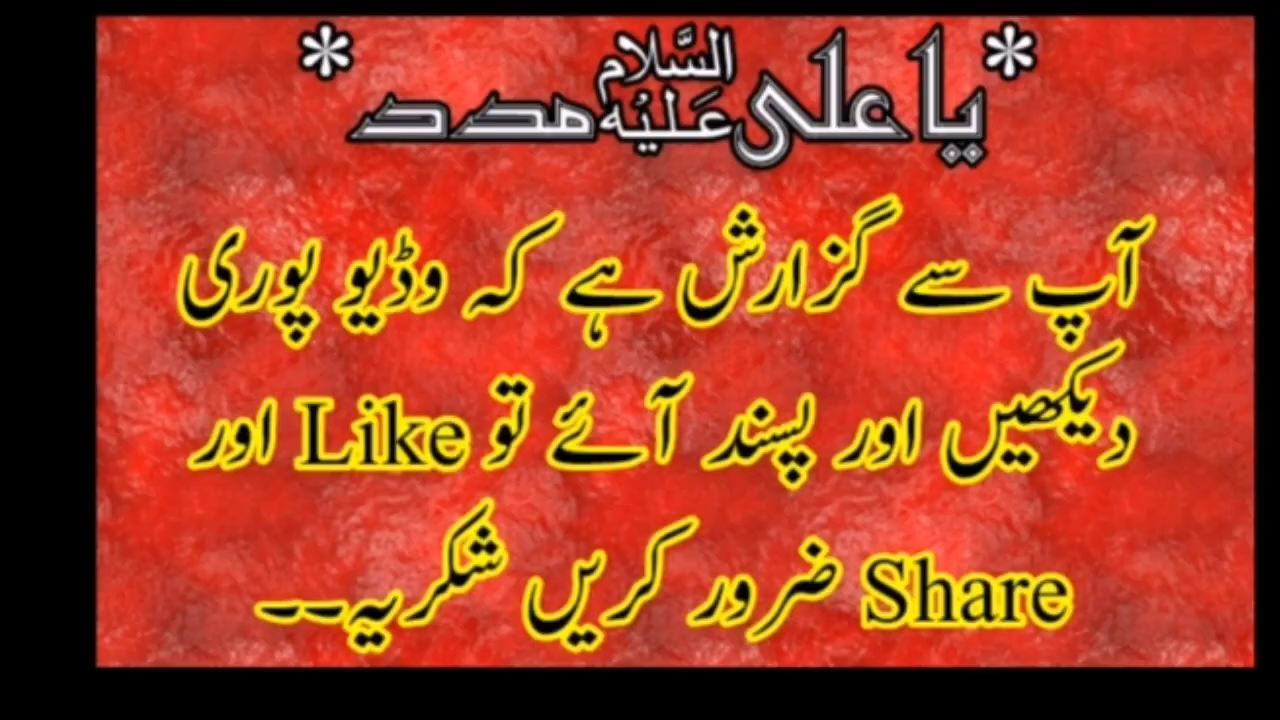 *یا علی علیہ السلام مدد*
آپ سے گزارش ہے کہ وڈیو پوری
دیکھیں اور پسند آئے تو Like اور
Share ضرور کریں شکریہ۔۔